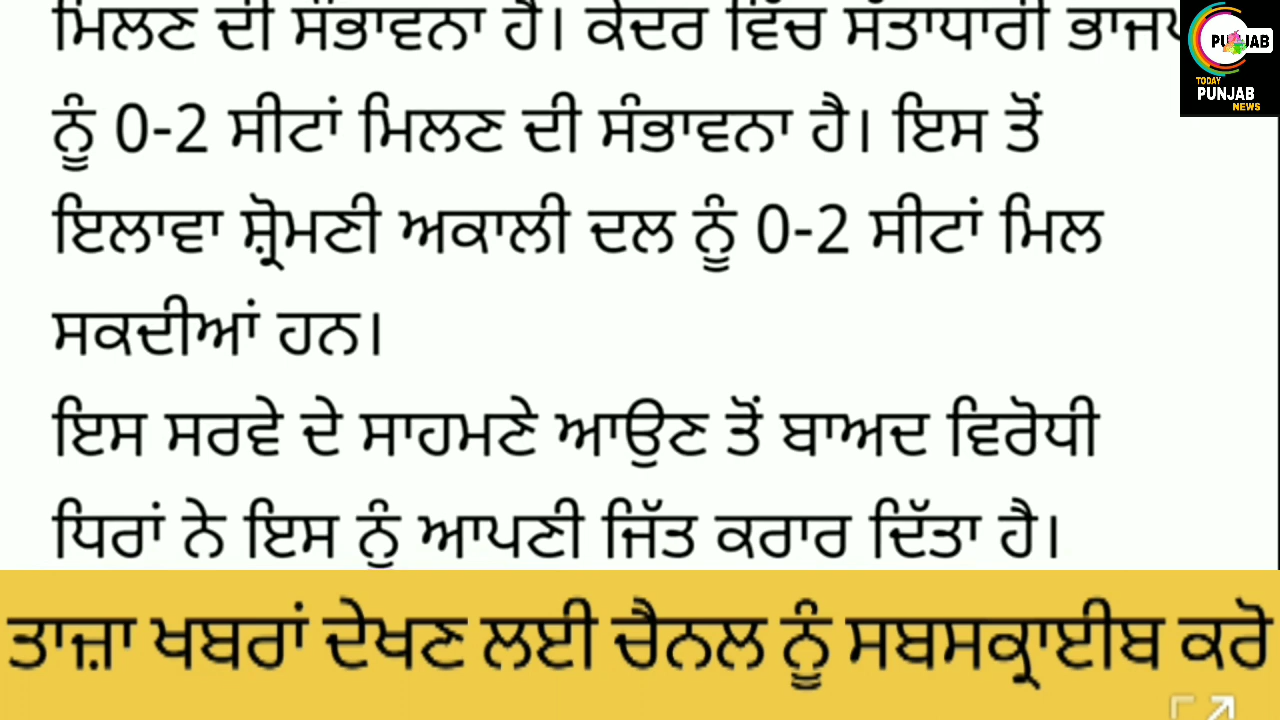 ਮਿਲਣ ਦੀ ਸੰਭਾਵਨਾ ਹੈ। ਕੇਂਦਰ ਵਿੱਚ ਸੱਤਾਧਾਰੀ
ਨੂੰ 0-2 ਸੀਟਾਂ ਮਿਲਣ ਦੀ ਸੰਭਾਵਨਾ ਹੈ। ਇਸ ਤੋਂ
ਇਲਾਵਾ ਸ਼੍ਰੋਮਣੀ ਅਕਾਲੀ ਦਲ ਨੂੰ 0-2 ਸੀਟਾਂ ਮਿਲ
ਸਕਦੀਆਂ ਹਨ।
ਇਸ ਸਰਵੇ ਦੇ ਸਾਹਮਣੇ ਆਉਣ ਤੋਂ ਬਾਅਦ ਵਿਰੋਧੀ
ਧਿਰਾਂ ਨੇ ਇਸ ਨੂੰ ਆਪਣੀ ਜਿੱਤ ਕਰਾਰ ਦਿੱਤਾ ਹੈ।
ਤਾਜ਼ਾ ਖਬਰਾਂ ਦੇਖਣ ਲਈ ਚੈਨਲ ਨੂੰ ਸਬਸਕ੍ਰਾਈਬ ਕਰੋ
PUNJAB
TODAY
PUNJAB
NEWS